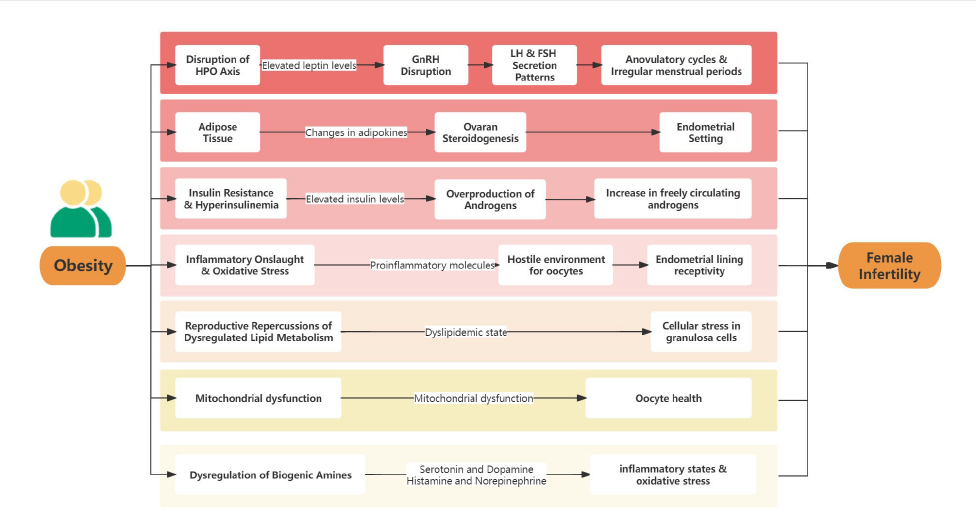 Disruption of
HPO Axis
Elevated leptin levels
GnRH
Disruption
LH & FSH
Secretion
Patterns
Anovulatory cycles &
Irregular menstrual periods
Adipose
Tissue
Changes in adipokines
Ovaran
Steroidogenesis
Endometrial
Setting
Insulin Resistance
& Hyperinsulinemia
Elevated insulin levels
Overproduction of
Androgens
Increase in freely circulating
androgens
Obesity
Inflammatory Onslaught
& Oxidative Stress
Proinflammatory molecules
Hostile environment
for oocytes
Endometrial lining
receptivity
Female
Infertility
Reproductive Repercussions of
Dysregulated Lipid Metabolism
Dyslipidemic state
Cellular stress in
granulosa cells
Mitochondrial dysfunction
Mitochondrial dysfunction
Oocyte health
Dysregulation of Biogenic Amines
Serotonin and Dopamine
Histamine and Norepinephrine
inflammatory states &
oxidative stress